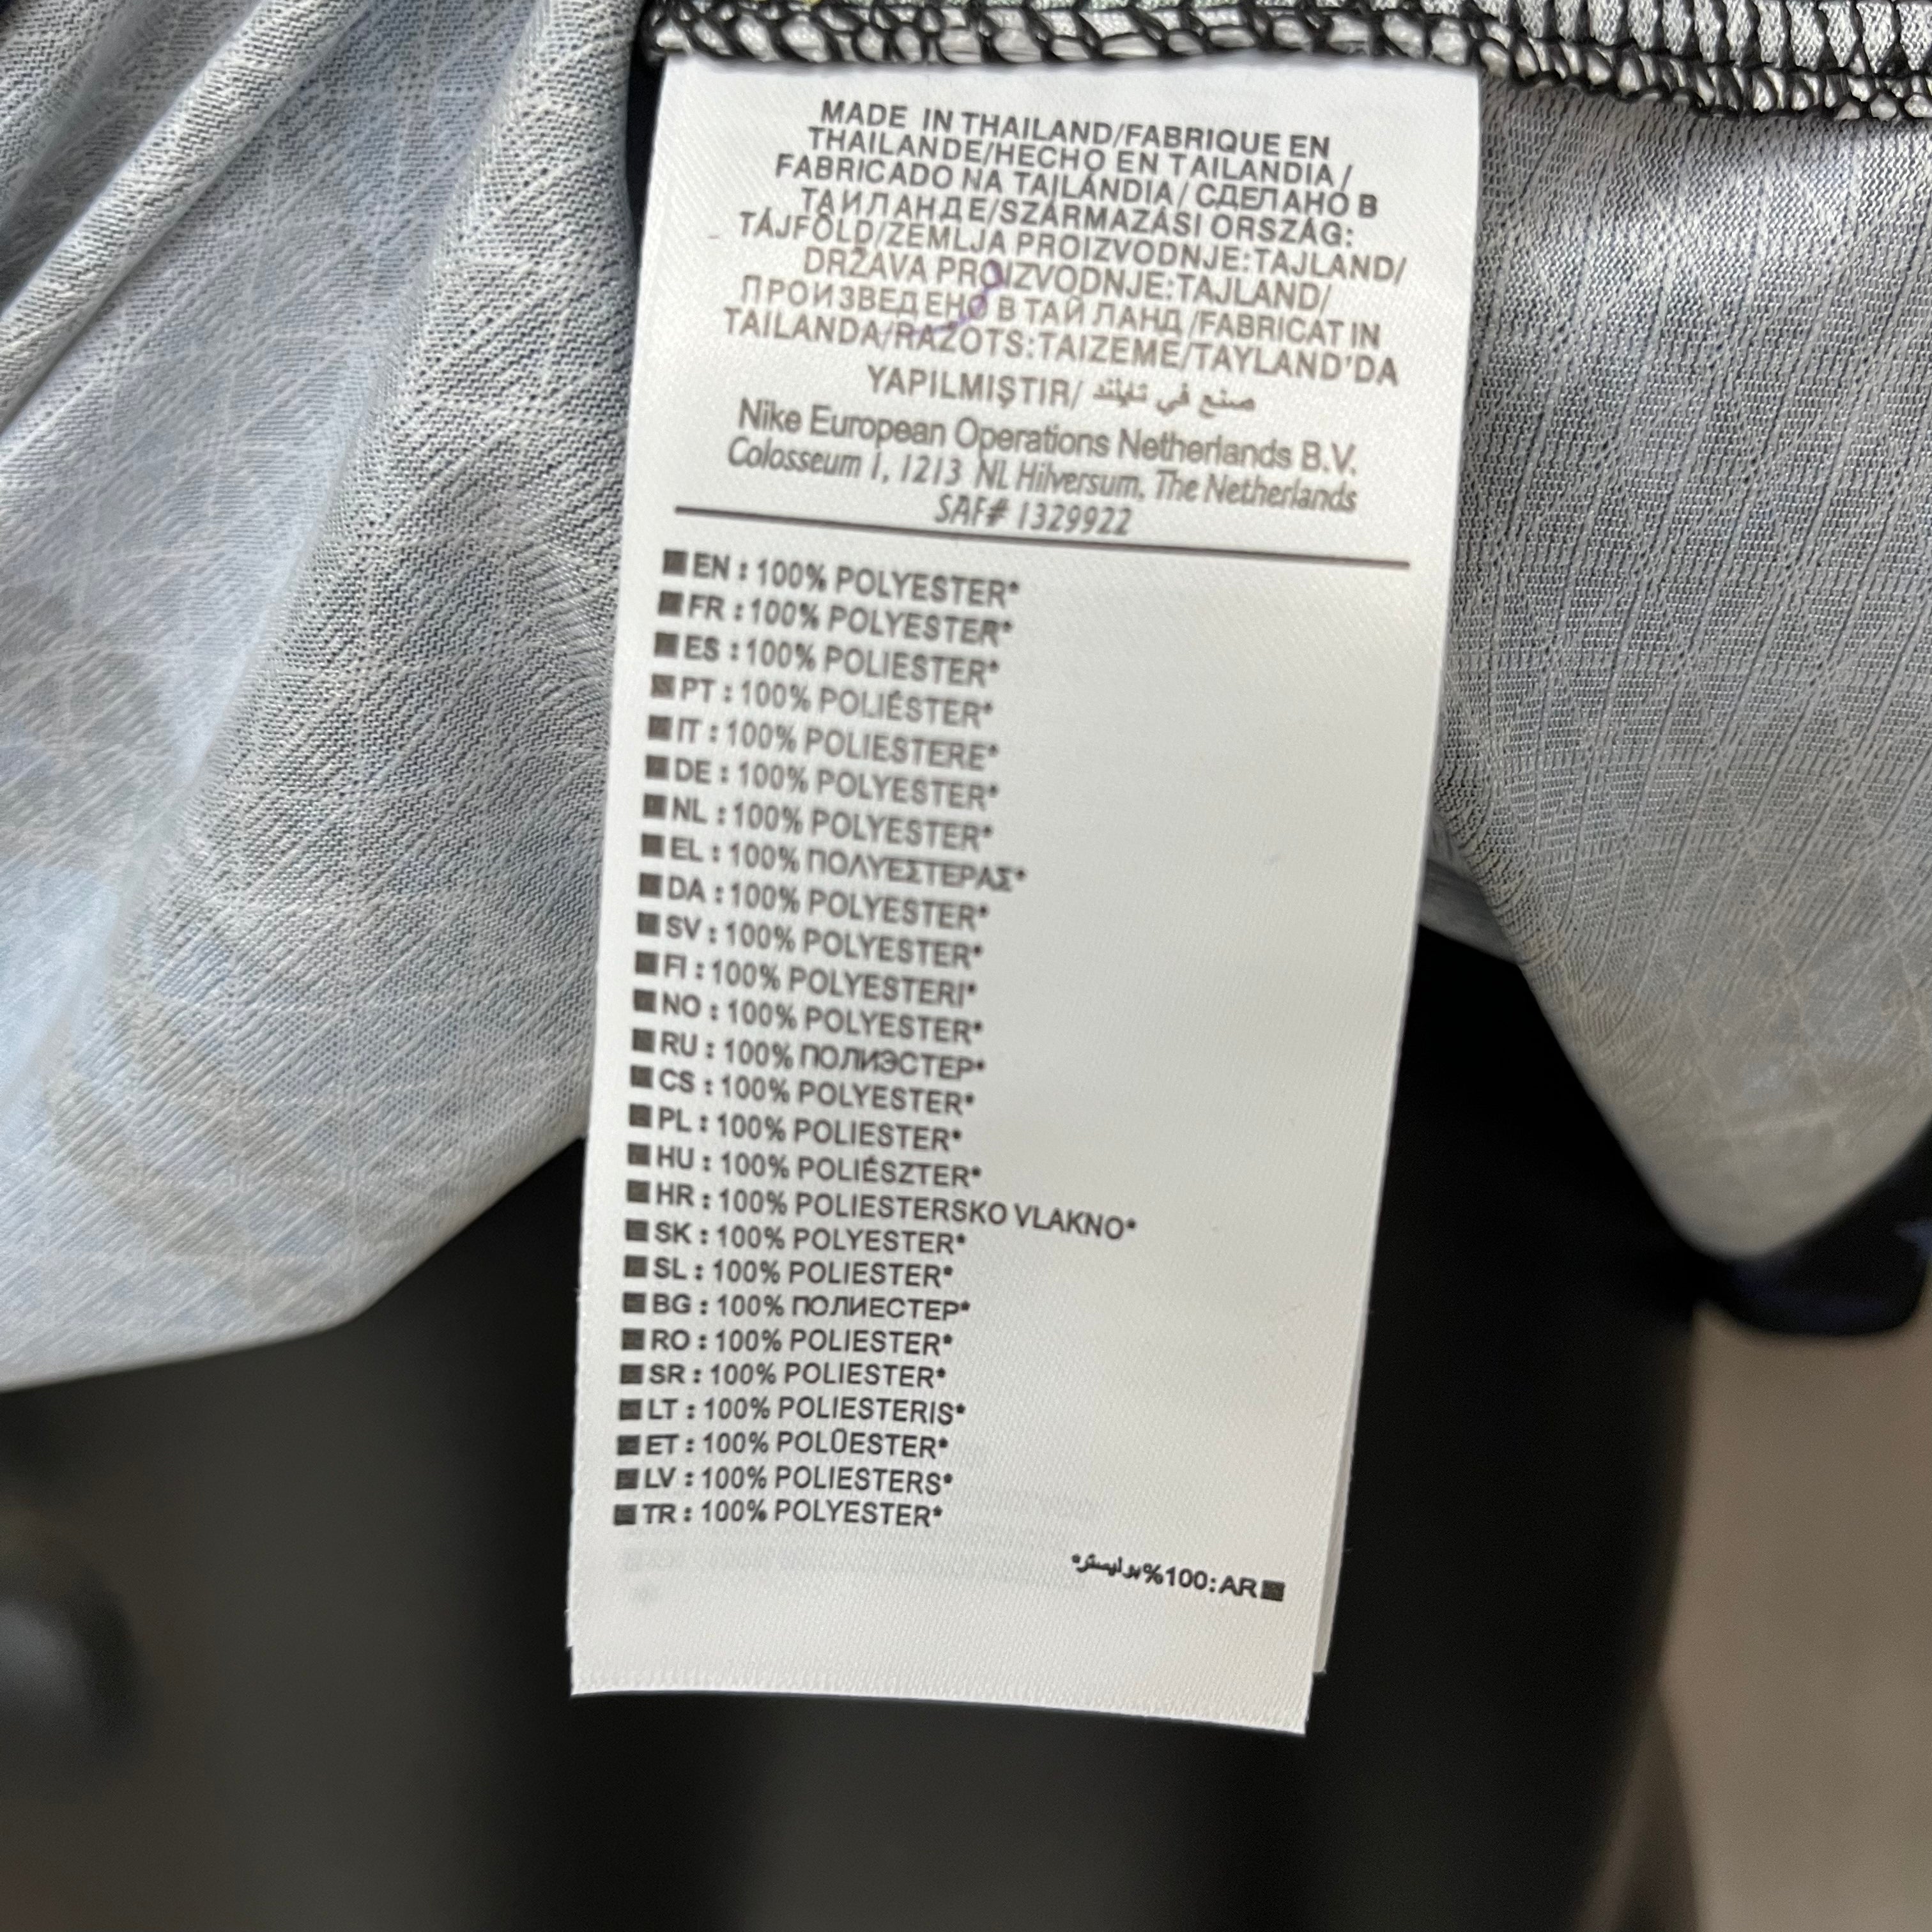 MADE IN THAILAND/FABRIQUE EN
THAILANDE/HECHO EN TAILANDIA/
FABRICADO NA TAILÂNDIA/СДЕЛАНО В
ТАИЛАНДЕ/SZÁRMAZÁSI ORSZÁG:
TÁJFÖLD/ZEMLJA PROIZVODNJE:TAJLAND/
DRŽAVA PROIZVODNJE:TAJLAND/
ПРОИЗВЕДЕНО В ТАЙЛАНД/FABRICAT IN
TAILANDA/RAŽOTS:TAIZEME/TAYLAND'DA
YAPILMIŞTIR/ صنع في تايلند
Nike European Operations Netherlands B.V.
Colosseum 1, 1213 NL Hilversum, The Netherlands
SAF# 1329922
EN : 100% POLYESTER*
FR : 100% POLYESTER*
ES : 100% POLIESTER*
PT : 100% POLIÉSTER*
IT : 100% POLIESTERE*
DE : 100% POLYESTER*
NL : 100% POLYESTER*
EL : 100% ΠΟΛΥΕΣΤΕΡΑΣ*
DA : 100% POLYESTER*
SV : 100% POLYESTER*
FI : 100% POLYESTERI*
NO : 100% POLYESTER*
RU : 100% ПОЛИЭСТЕР*
CS : 100% POLYESTER*
PL : 100% POLIESTER*
HU : 100% POLIÉSZTER*
HR : 100% POLIESTERSKO VLAKNO*
SK : 100% POLYESTER*
SL : 100% POLIESTER*
BG : 100% ПОЛИЕСТЕР*
RO : 100% POLIESTER*
SR : 100% POLIESTER*
LT : 100% POLIESTERIS*
ET : 100% POLÜESTER*
LV : 100% POLIESTERS*
TR : 100% POLYESTER*
AR:100%بوليستر*